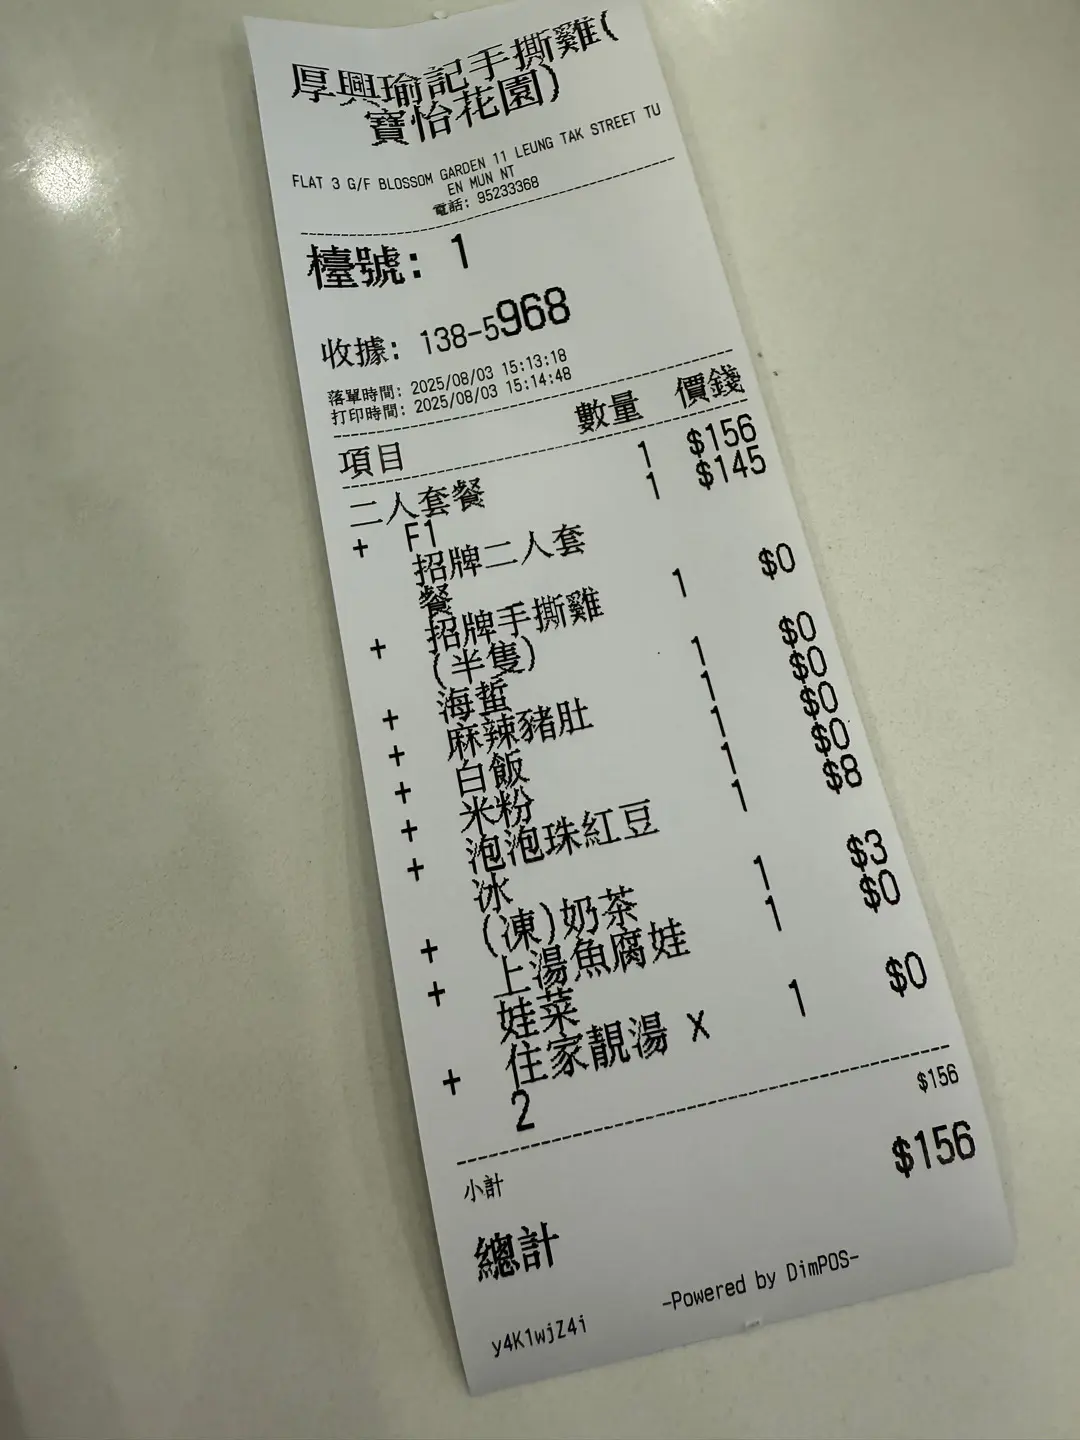 厚興瑜記手撕雞(
寶怡花園)
FLAT 3 G/F BLOSSOM GARDEN 11 LEUNG TAK STREET TU
EN MUN NT
電話: 95233368
檯號: 1
收據: 138-5968
落單時間: 2025/08/03 15:13:18
打印時間: 2025/08/03 15:14:48
項目 數量 價錢
二人套餐 1 $156
+ F1 1 $145
招牌二人套
餐
+ 招牌手撕雞 1 $0
(半隻)
+ 海蜇 1 $0
+ 麻辣豬肚 1 $0
+ 白飯 1 $0
+ 米粉 1 $0
+ 泡泡珠紅豆 1 $8
冰
+ (凍)奶茶 1 $3
+ 上湯魚腐娃 1 $0
娃菜
+ 住家靚湯 x 1 $0
2
小計 $156
總計 $156
-Powered by DimPOS-
y4K1wjZ4i